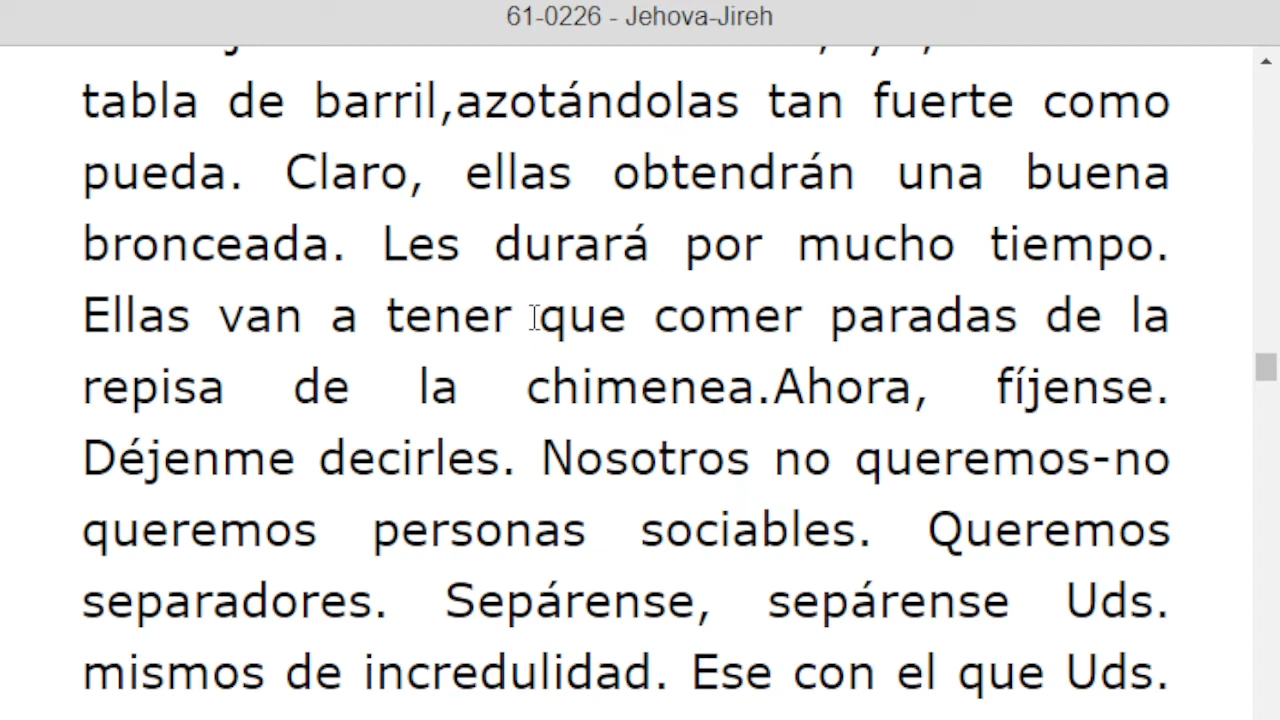 61-0226 - Jehova-Jireh
tabla de barril,azotándolas tan fuerte como
pueda. Claro, ellas obtendrán una buena
bronceada. Les durará por mucho tiempo.
Ellas van a tener que comer paradas de la
repisa de la chimenea.Ahora, fíjense.
Déjenme decirles. Nosotros no queremos-no
queremos personas sociables. Queremos
separadores. Sepárense, sepárense Uds.
mismos de incredulidad. Ese con el que Uds.